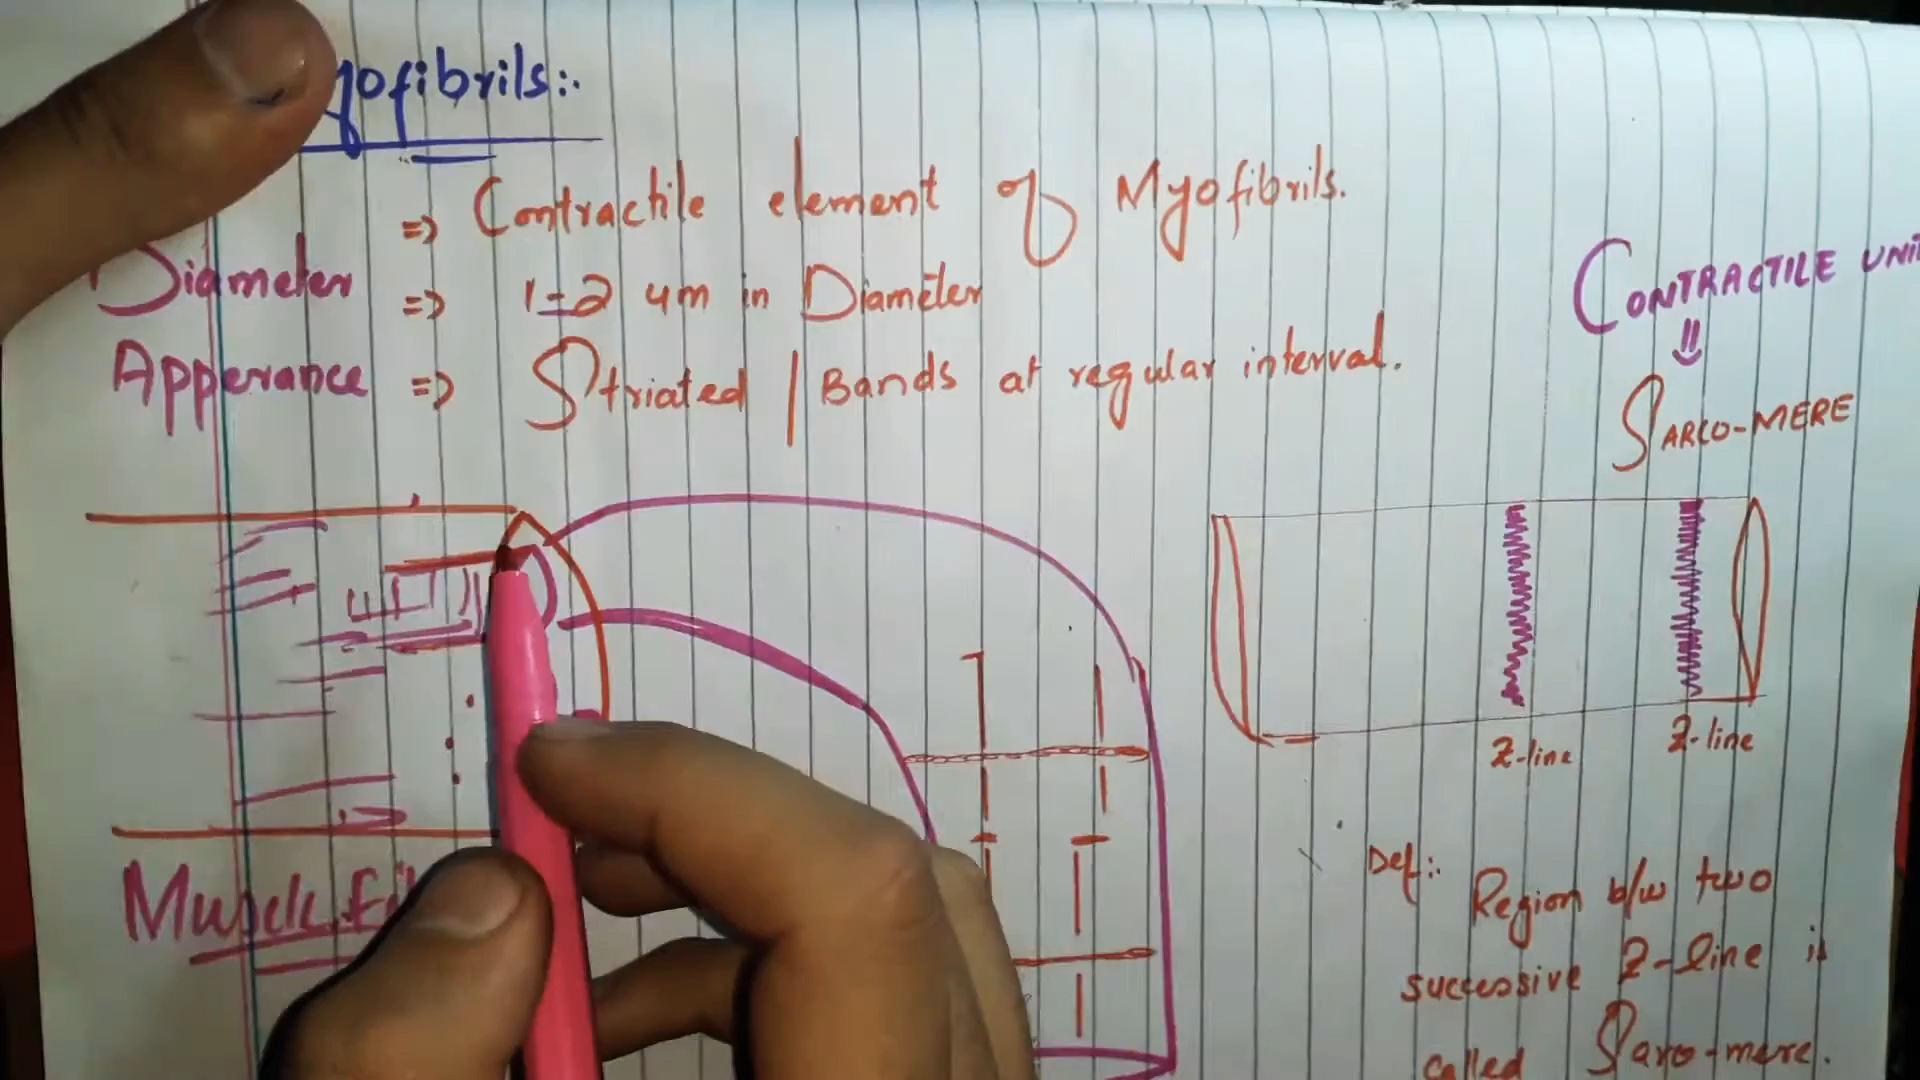 yofibrils:.
=> Contractile element of Myofibrils.
Diameter => 1-2 um in Diameter
Apperance => Striated / Bands at regular interval.
CONTRACTILE UNI
SARCO-MERE
Z-line Z-line
Muscle
Def:. Region b/w two
successive Z-line is
called Sarco-mere.